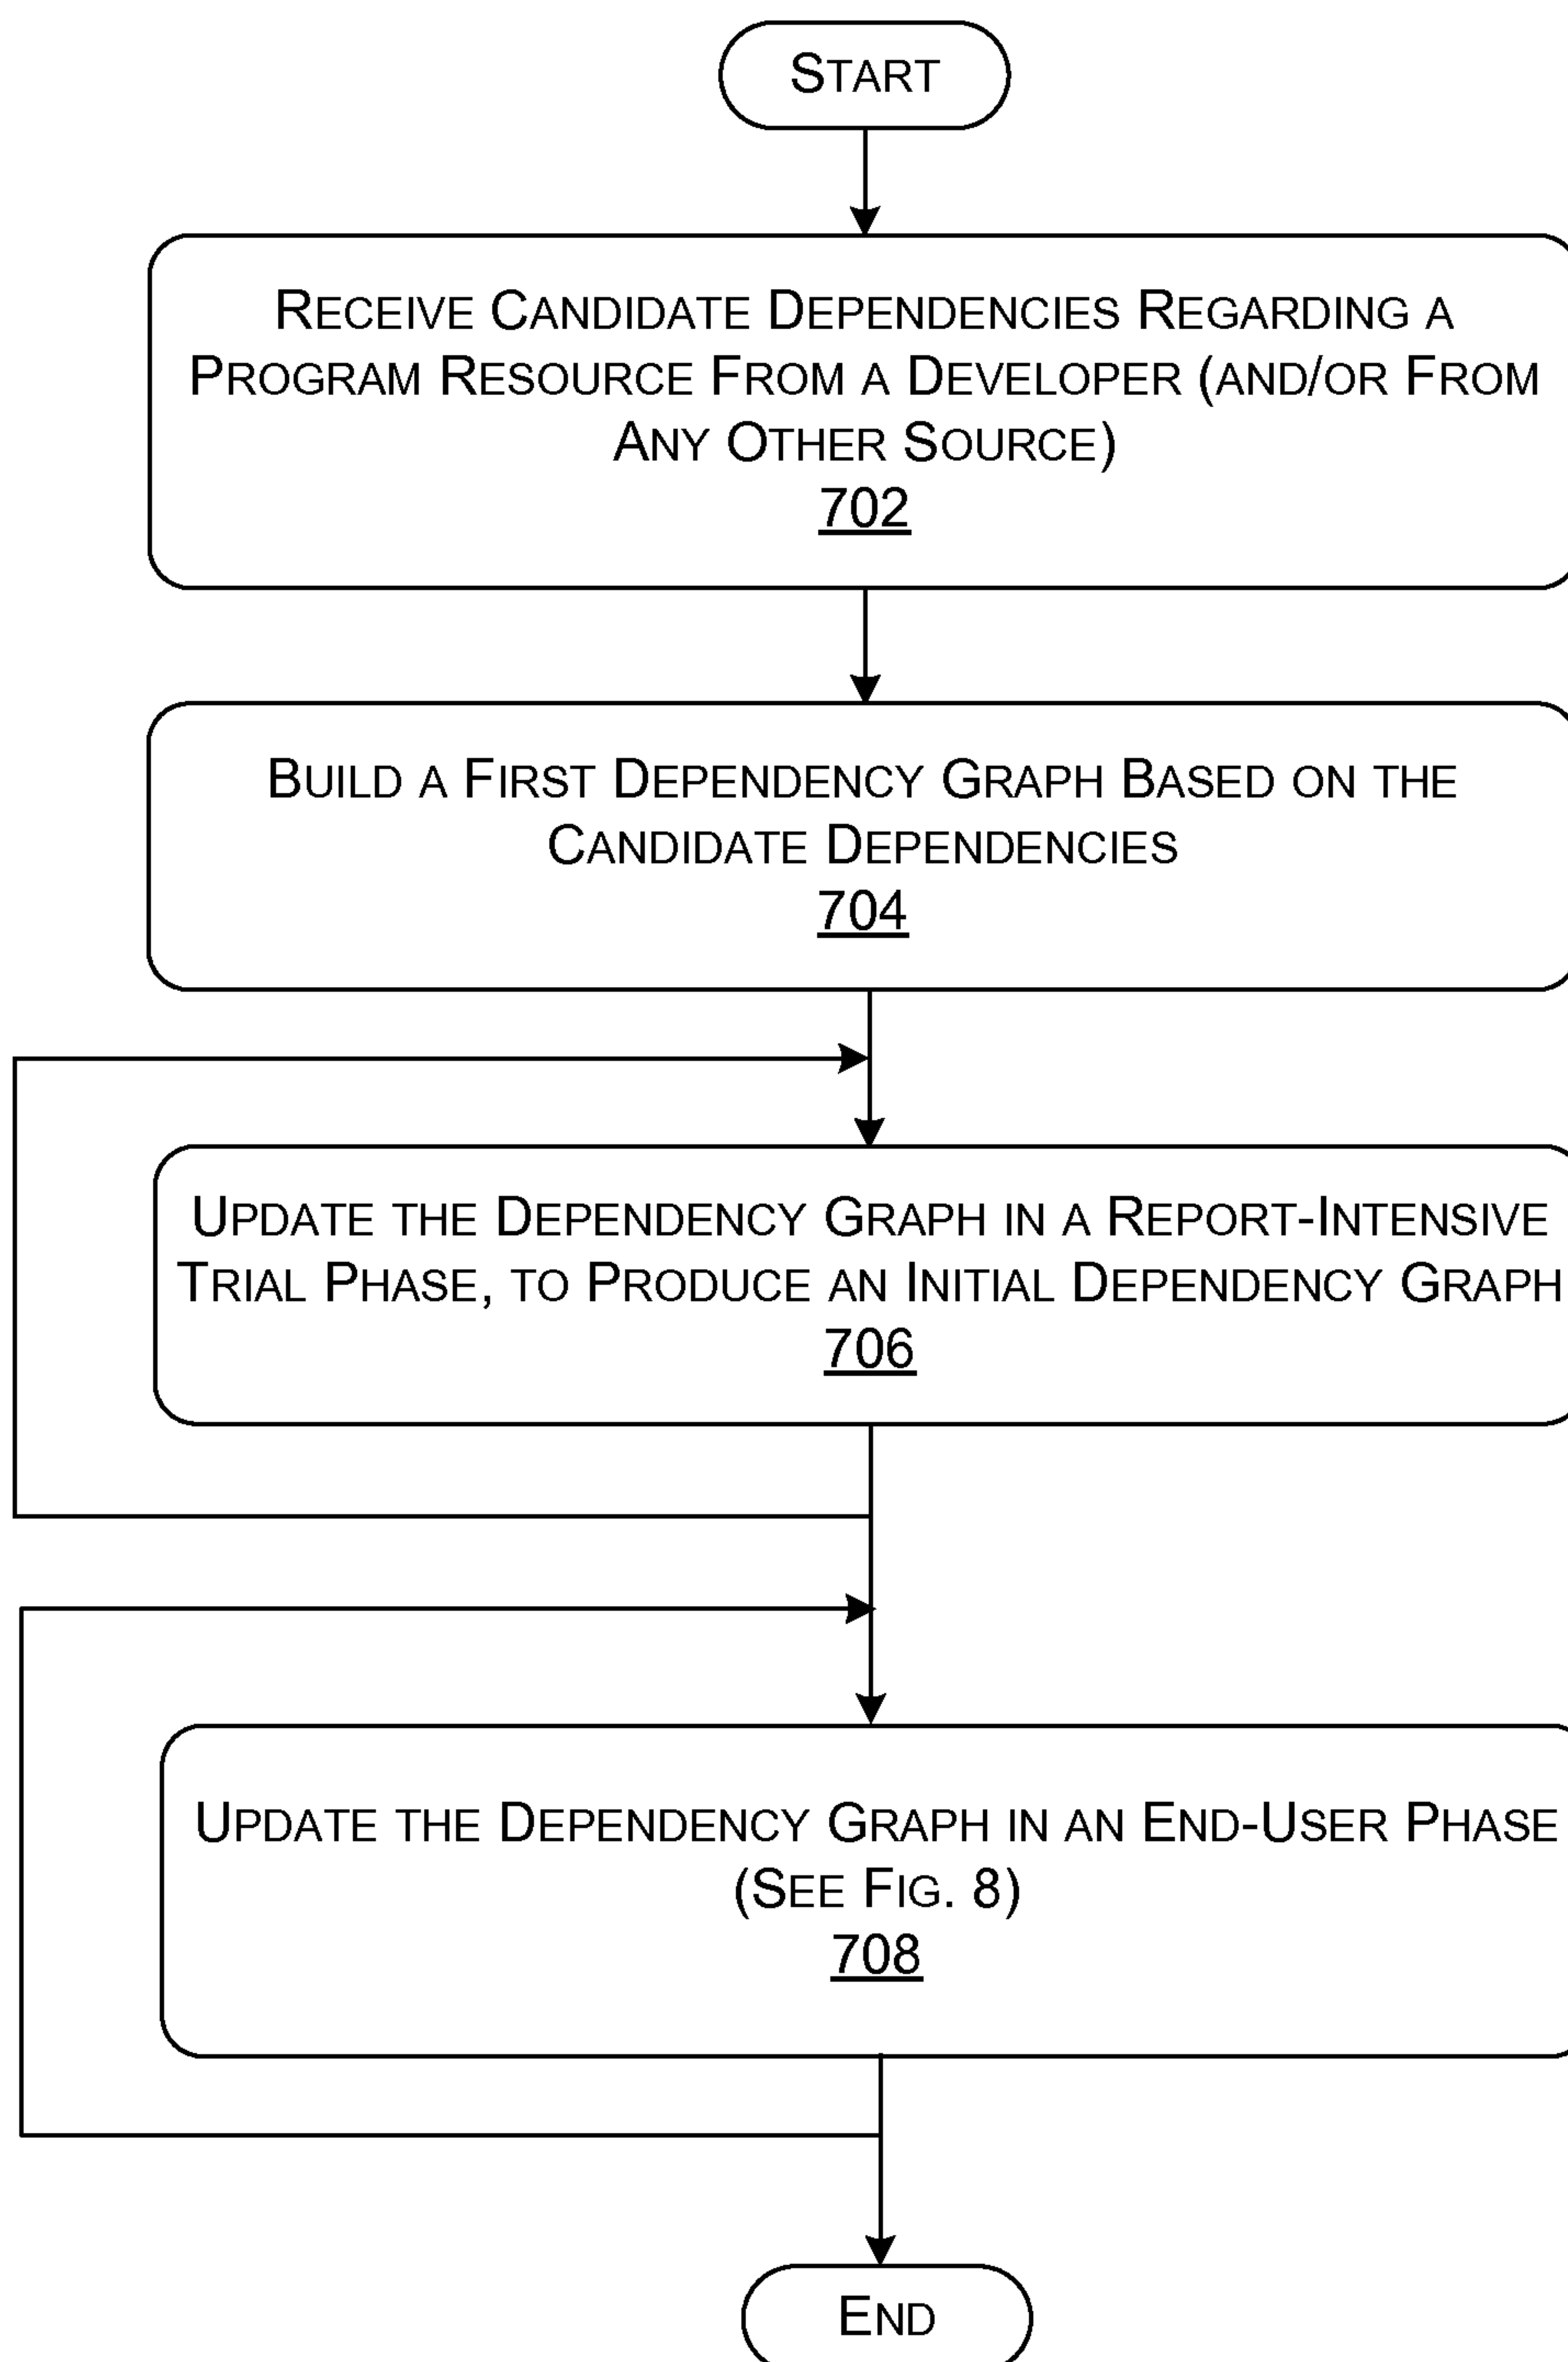 START
RECEIVE CANDIDATE DEPENDENCIES REGARDING A
PROGRAM RESOURCE FROM A DEVELOPER (AND/OR FROM
ANY OTHER SOURCE)
702
BUILD A FIRST DEPENDENCY GRAPH BASED ON THE
CANDIDATE DEPENDENCIES
704
UPDATE THE DEPENDENCY GRAPH IN A REPORT-INTENSIVE
TRIAL PHASE, TO PRODUCE AN INITIAL DEPENDENCY GRAPH
706
UPDATE THE DEPENDENCY GRAPH IN AN END-USER PHASE
(SEE FIG. 8)
708
END